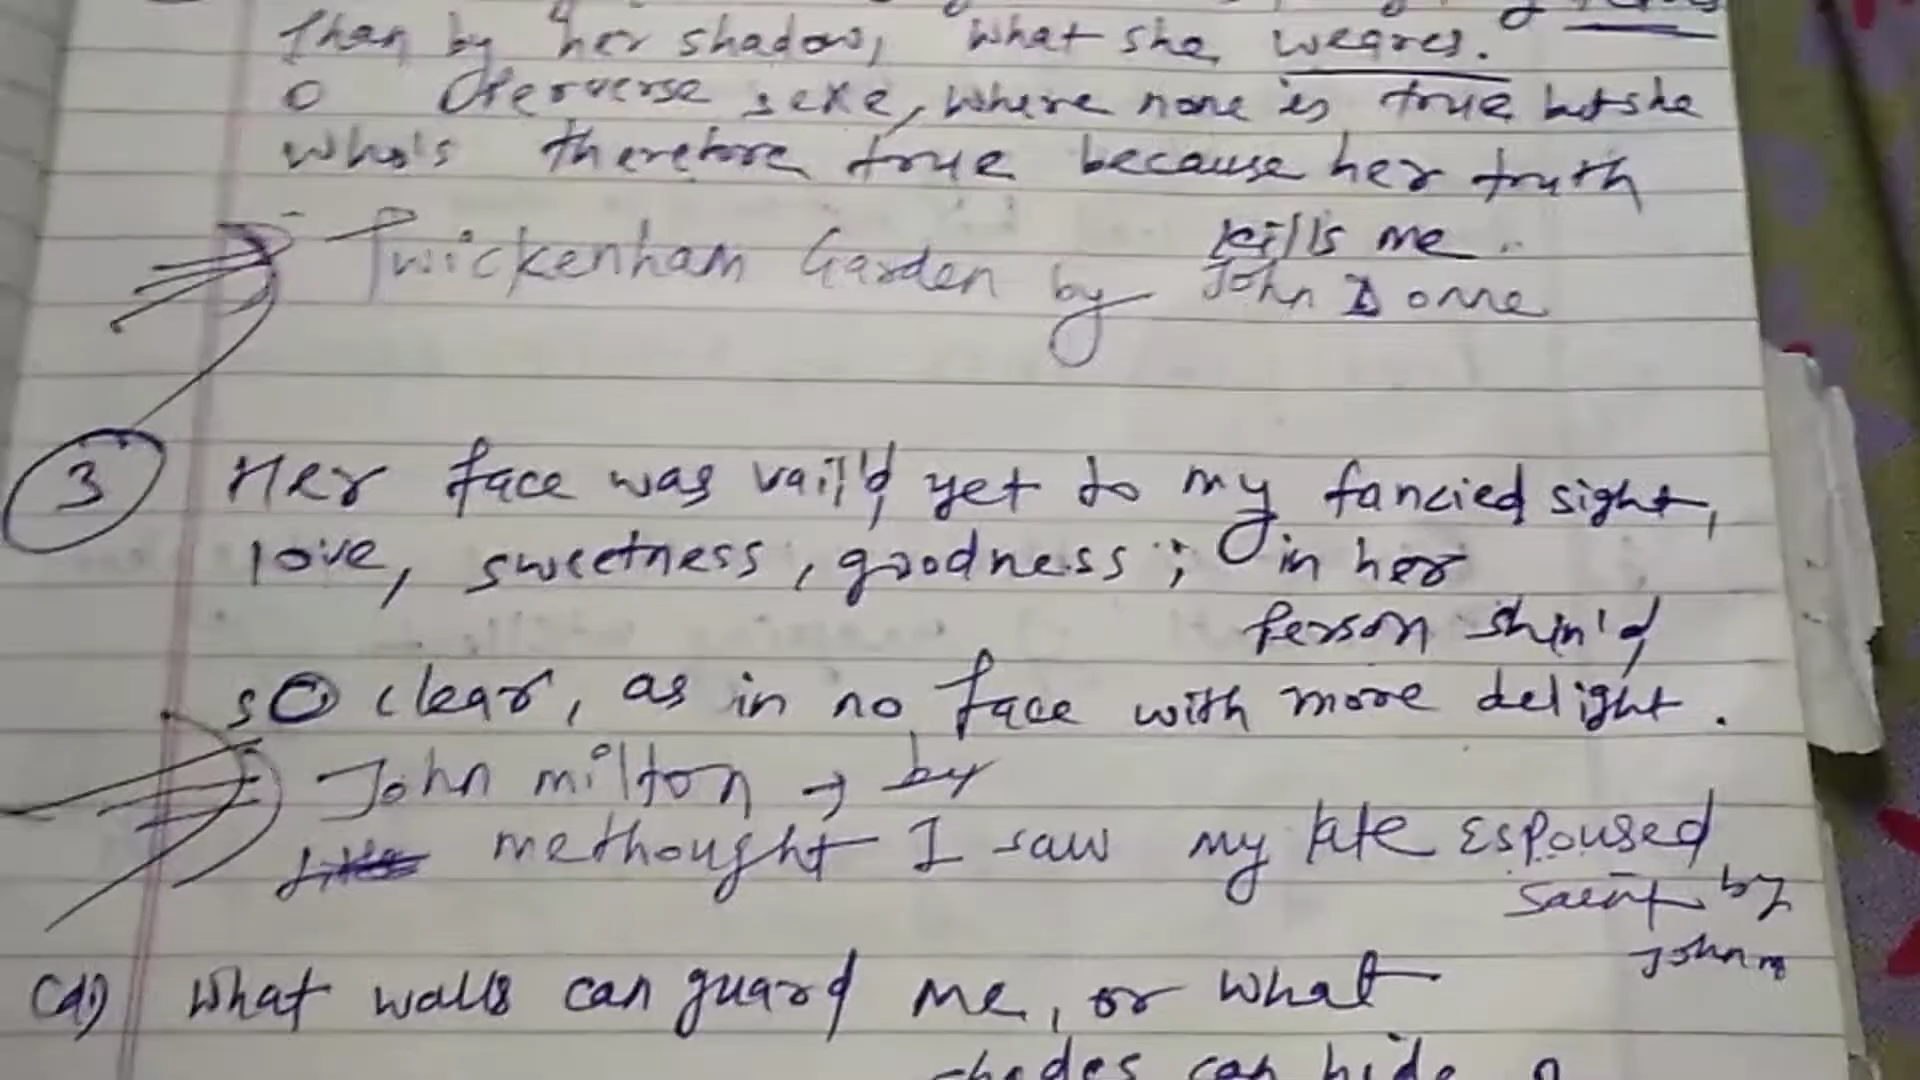 than by her shadow, what she weares.
O Perverse sexe, where none is true but she
who's therefore true because her truth
kills me.
Twickenham Garden by John Donne
3 Her face was vail'd yet to my fancied sight,
love, sweetness, goodness; in her
person shin'd
so clear, as in no face with more delight.
John milton → by
methought I saw my late Espoused
Saint by
John m
(d) What walls can guard me, or what
shades can hide